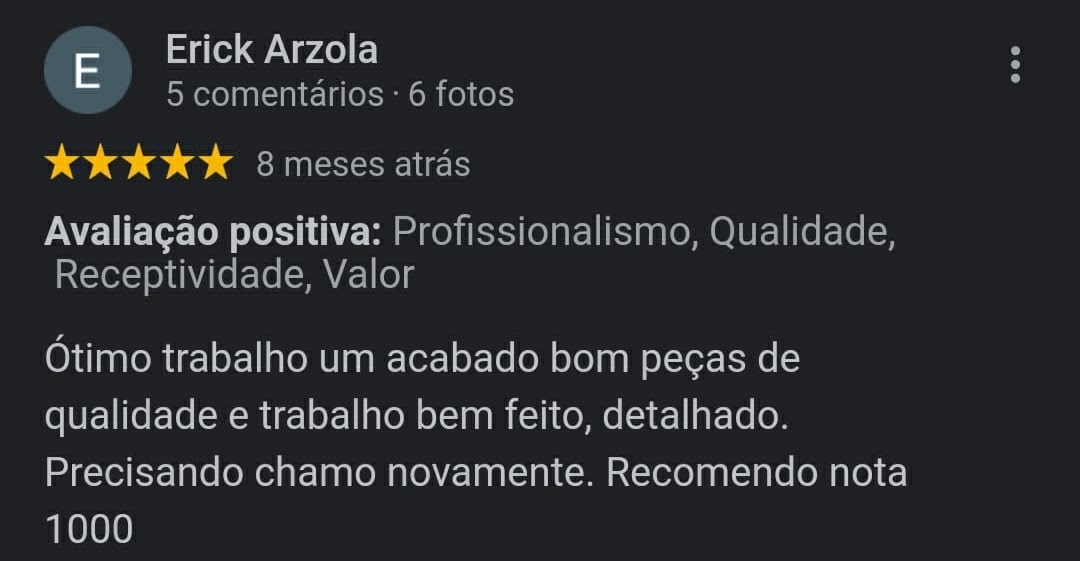 E
Erick Arzola
5 comentários · 6 fotos
8 meses atrás
Avaliação positiva: Profissionalismo, Qualidade,
Receptividade, Valor
Ótimo trabalho um acabado bom peças de
qualidade e trabalho bem feito, detalhado.
Precisando chamo novamente. Recomendo nota
1000